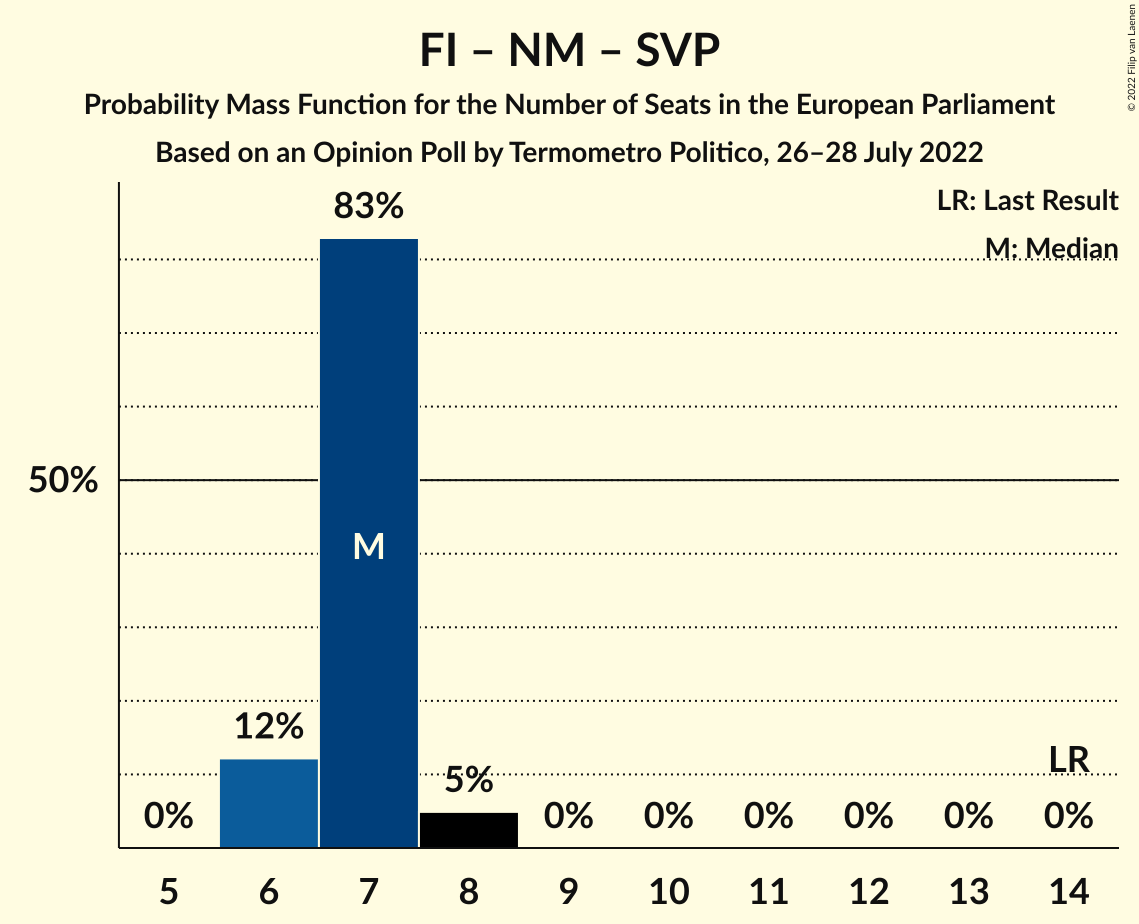 FI – NM – SVP
Probability Mass Function for the Number of Seats in the European Parliament
Based on an Opinion Poll by Termometro Politico, 26–28 July 2022
© 2022 Filip van Laenen
LR: Last Result
M: Median
83%
50%
M
12%
5%
LR
0%
0%
0%
0%
0%
0%
0%
5 6 7 8 9 10 11 12 13 14